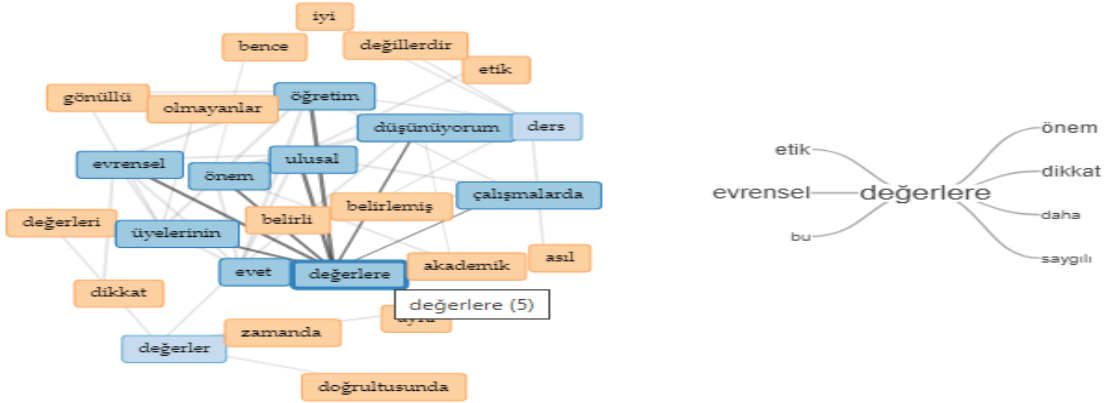 iyi
bence
değillerdir
etik
gönüllü
olmayanlar
öğretim
düşünüyorum
ders
evrensel
önem
ulusal
çalışmalarda
değerleri
üyelerinin
belirli
belirlemiş
evet
değerlere
akademik
asıl
dikkat
değerlere (5)
zamanda
değerler
doğrultusunda
etik
evrensel
bu
değerlere
önem
dikkat
daha
saygılı